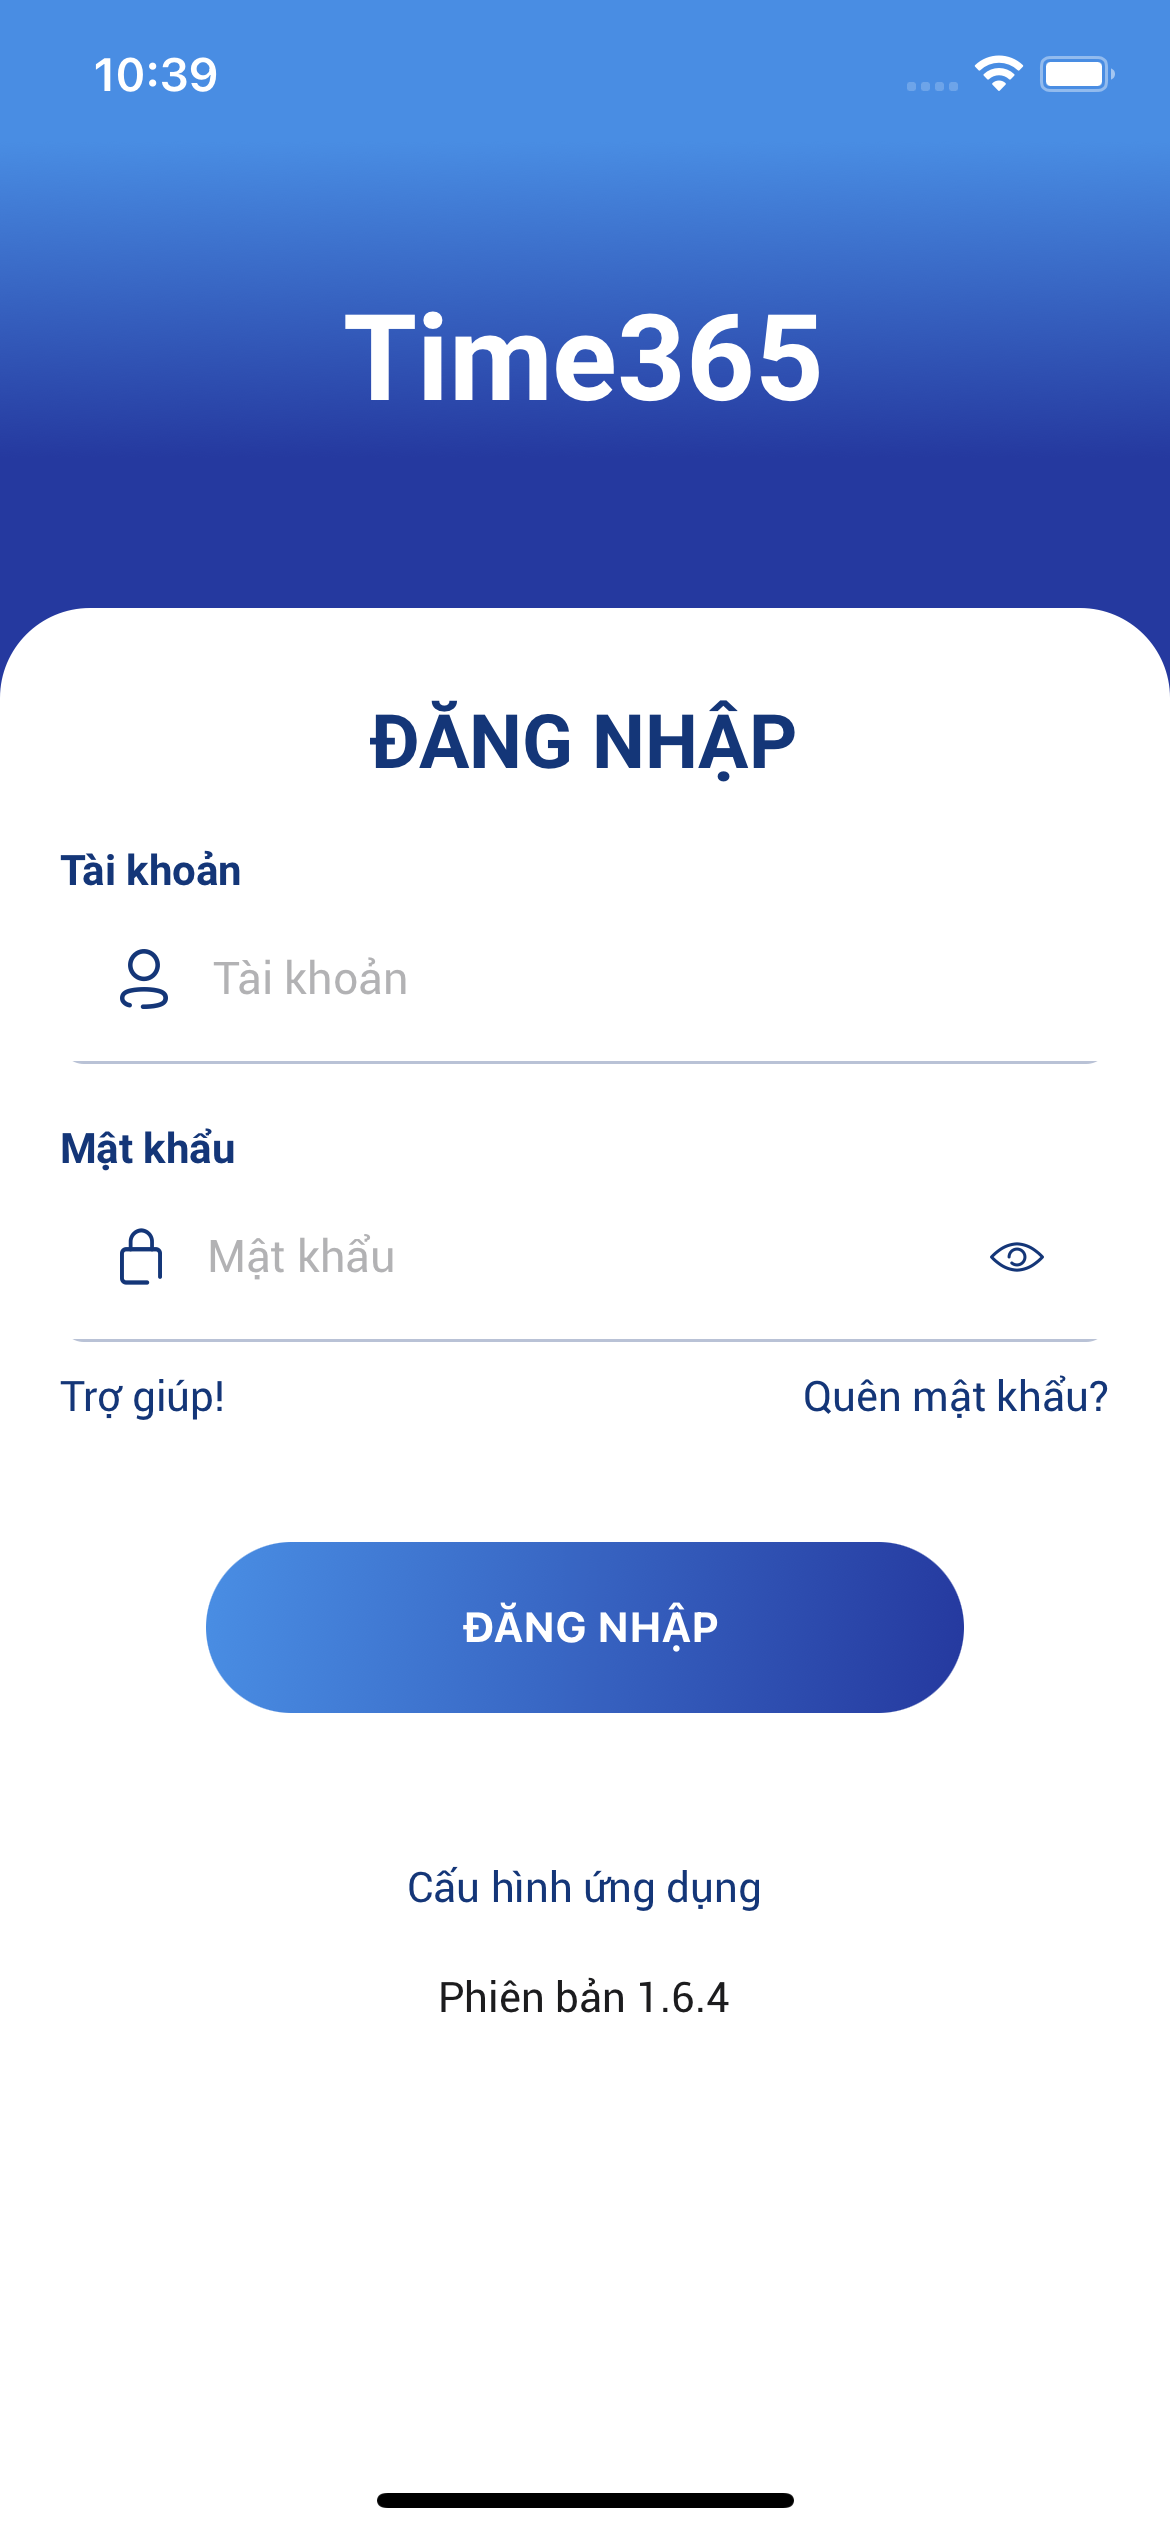 10:39
Time365
ĐĂNG NHẬP
Tài khoản
Tài khoản
Mật khẩu
Mật khẩu
Trợ giúp! Quên mật khẩu?
ĐĂNG NHẬP
Cấu hình ứng dụng
Phiên bản 1.6.4